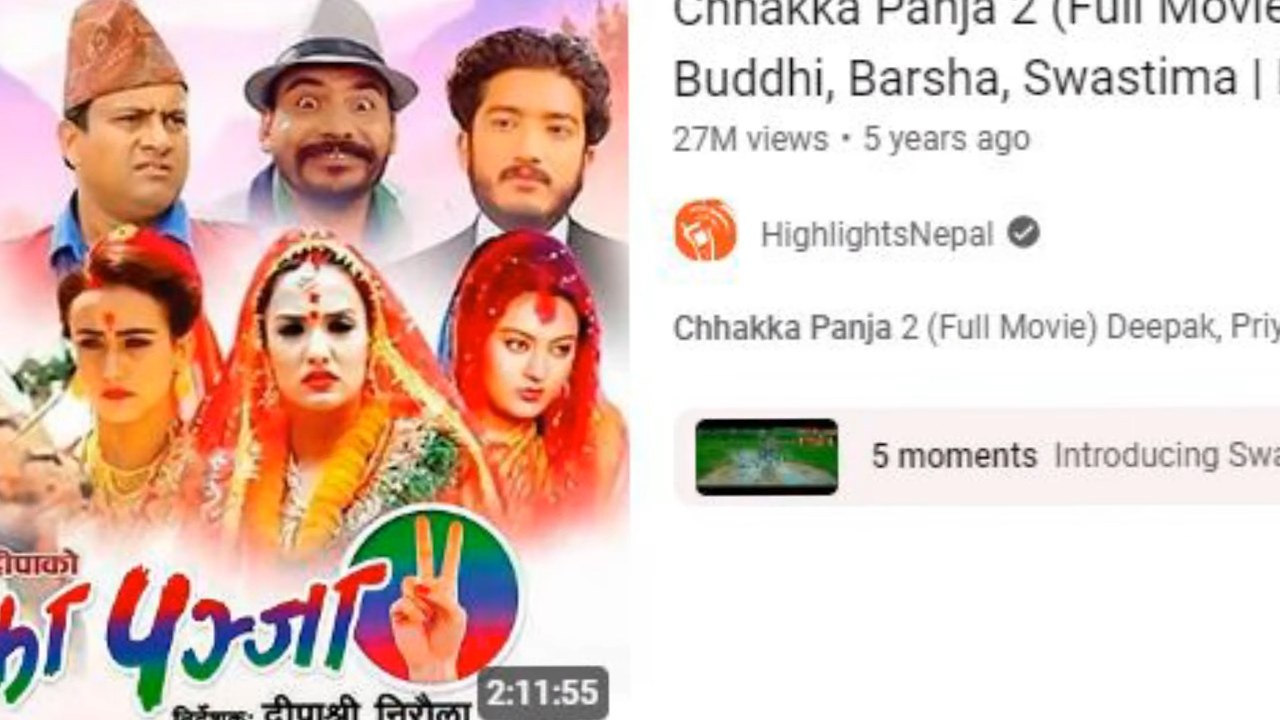 Chhakka Panja 2 (Full Movie
Buddhi, Barsha, Swastima |
27M views • 5 years ago
HighlightsNepal
Chhakka Panja 2 (Full Movie) Deepak, Priy
5 moments Introducing Swa
दीपाको
का पञ्जा
निर्देशक: दीपाश्री निरौला
2:11:55